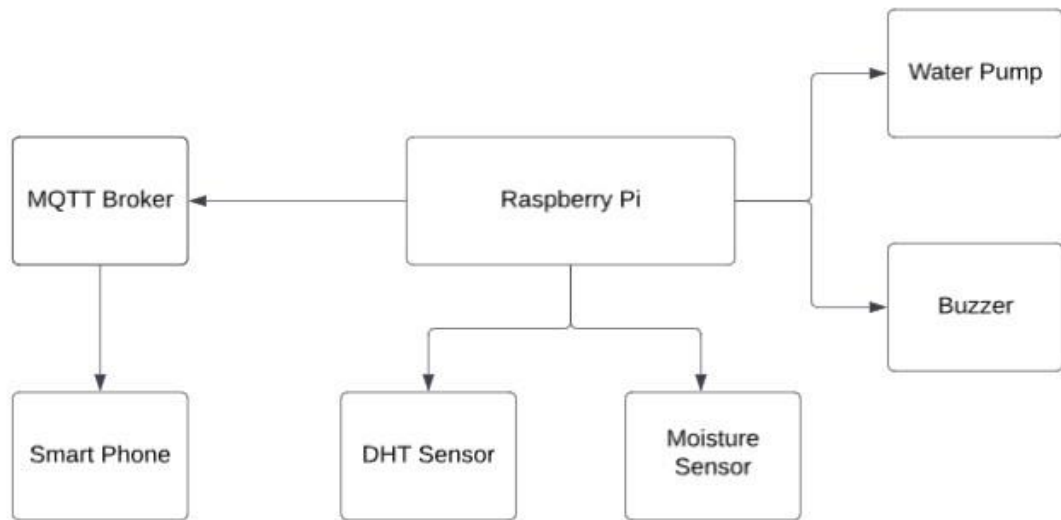 Water Pump
MQTT Broker
Raspberry Pi
Buzzer
Smart Phone
DHT Sensor
Moisture
Sensor